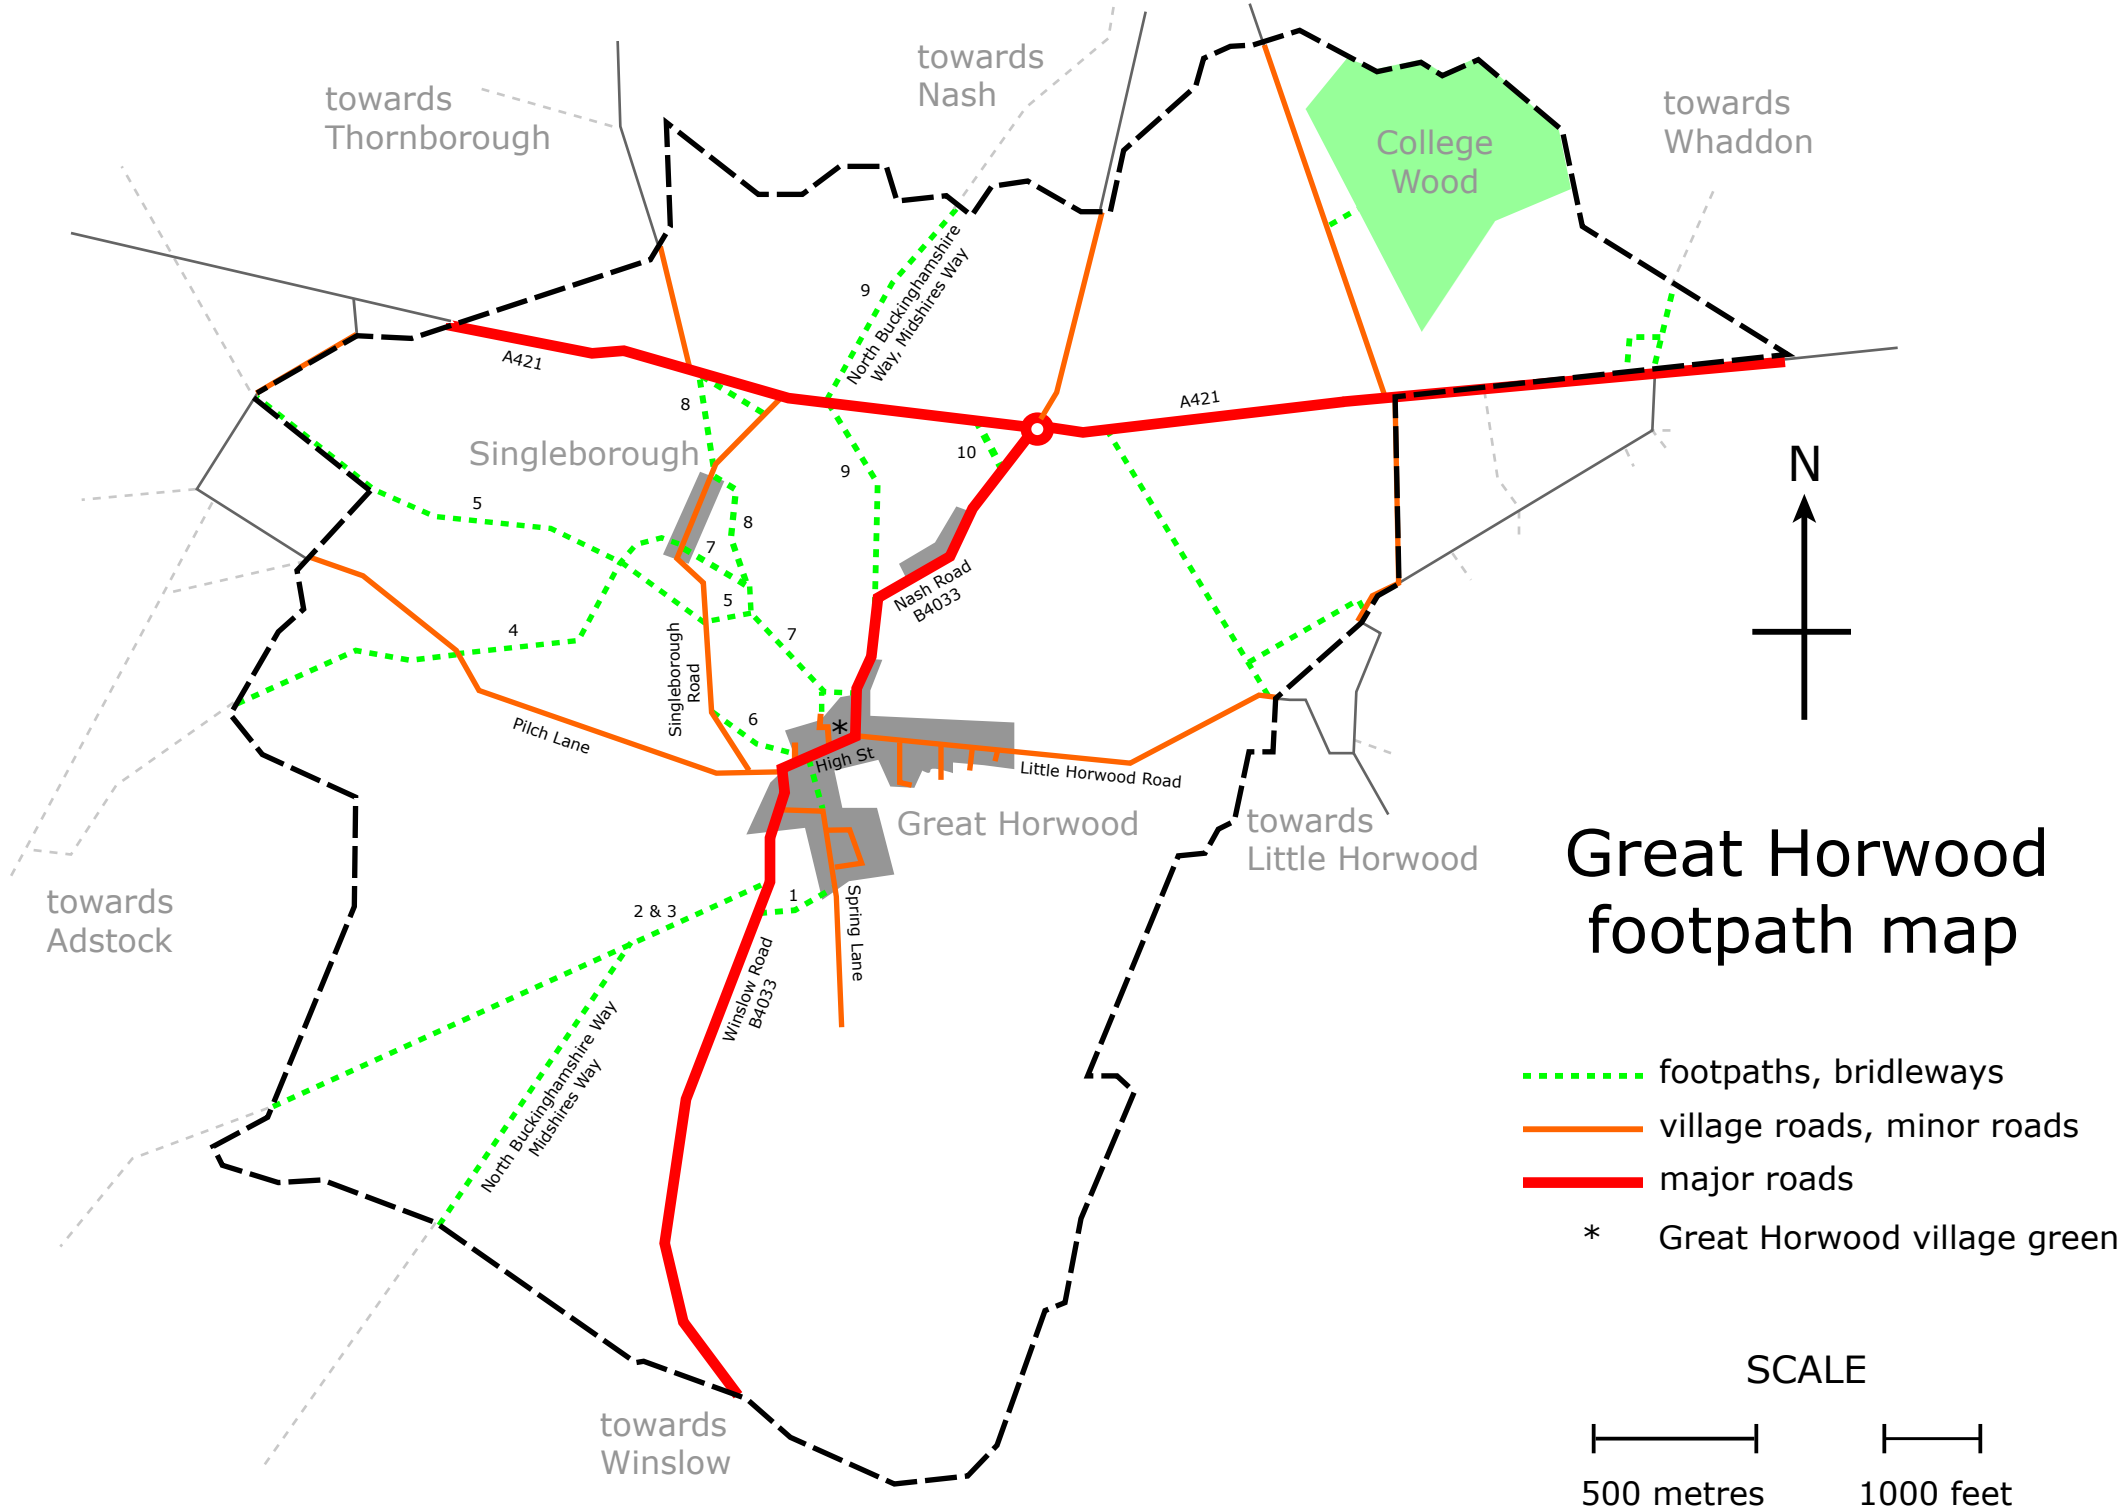 towards
Nash
towards
Thornborough
towards
Whaddon
College
Wood
9
North Buckinghamshire
Way, Midshires Way
A421
A421
8
Singleborough
10
9
N
5
8
7
Nash Road
B4033
5
4
7
Singleborough
Road
6
Pilch Lane
*
High St
Little Horwood Road
Great Horwood
towards
Little Horwood
Great Horwood
footpath map
1
2 & 3
Spring Lane
towards
Adstock
Winslow Road
B4033
North Buckinghamshire Way
Midshires Way
footpaths, bridleways
village roads, minor roads
major roads
* Great Horwood village green
SCALE
towards
Winslow
500 metres
1000 feet